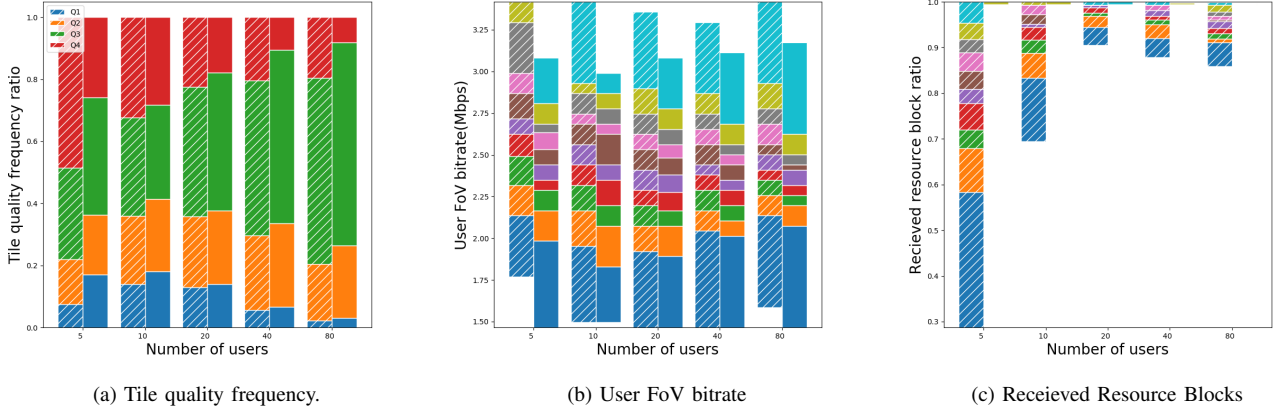 Q1
Q2
Q3
Q4
1.0
0.8
0.6
0.4
0.2
0.0
Tile quality frequency ratio
5 10 20 40 80
Number of users
(a) Tile quality frequency.
3.25
3.00
2.75
2.50
2.25
2.00
1.75
1.50
User FoV bitrate(Mbps)
5 10 20 40 80
Number of users
(b) User FoV bitrate
1.0
0.9
0.8
0.7
0.6
0.5
0.4
0.3
Recieved resource block ratio
5 10 20 40 80
Number of users
(c) Receieved Resource Blocks